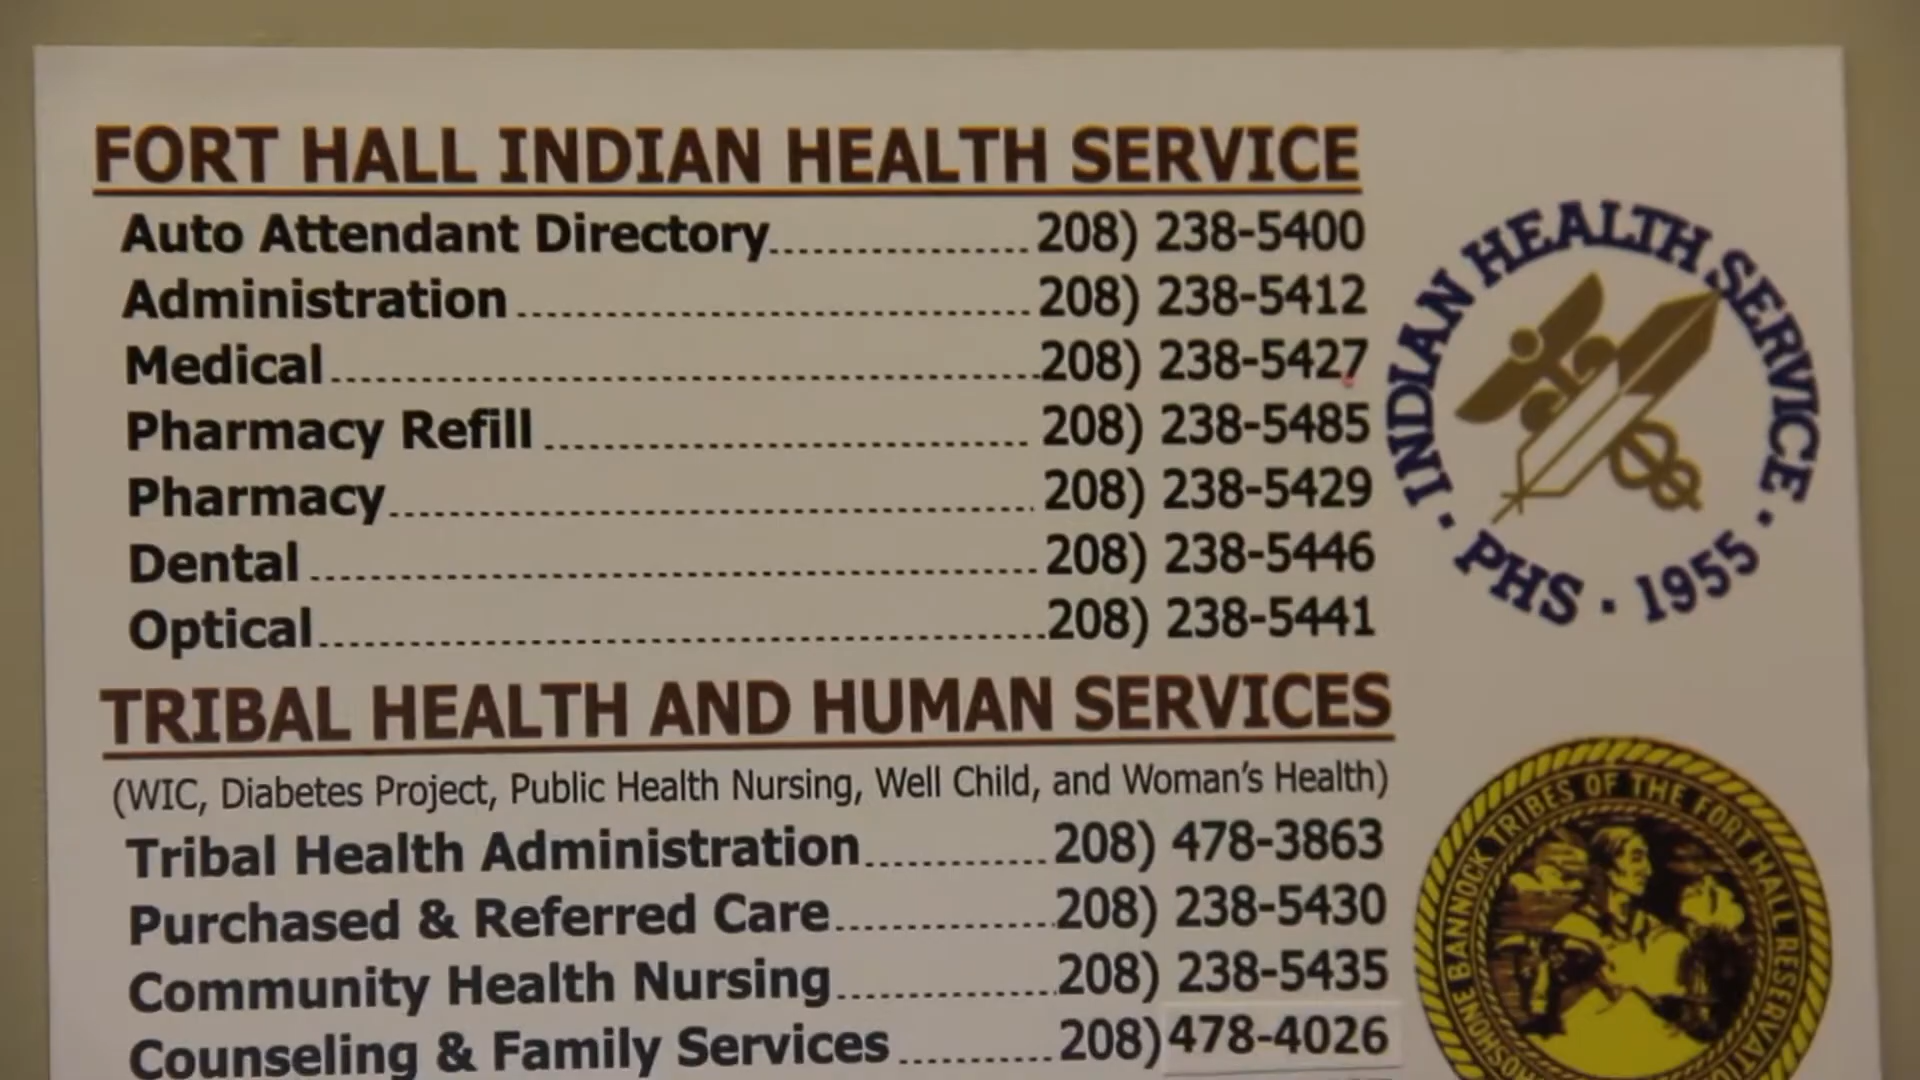 FORT HALL INDIAN HEALTH SERVICE
Auto Attendant Directory.................... 208) 238-5400
Administration........................................ 208) 238-5412
Medical.......................................................208) 238-5427
Pharmacy Refill..................................... 208) 238-5485
Pharmacy.................................................. 208) 238-5429
Dental........................................................208) 238-5446
Optical.......................................................208) 238-5441
INDIAN HEALTH SERVICE · PHS · 1955 ·
TRIBAL HEALTH AND HUMAN SERVICES
(WIC, Diabetes Project, Public Health Nursing, Well Child, and Woman's Health)
Tribal Health Administration.............. 208) 478-3863
Purchased & Referred Care.................208) 238-5430
Community Health Nursing.................208) 238-5435
Counseling & Family Services ............ 208) 478-4026
BANNOCK TRIBES OF THE FORT HALL